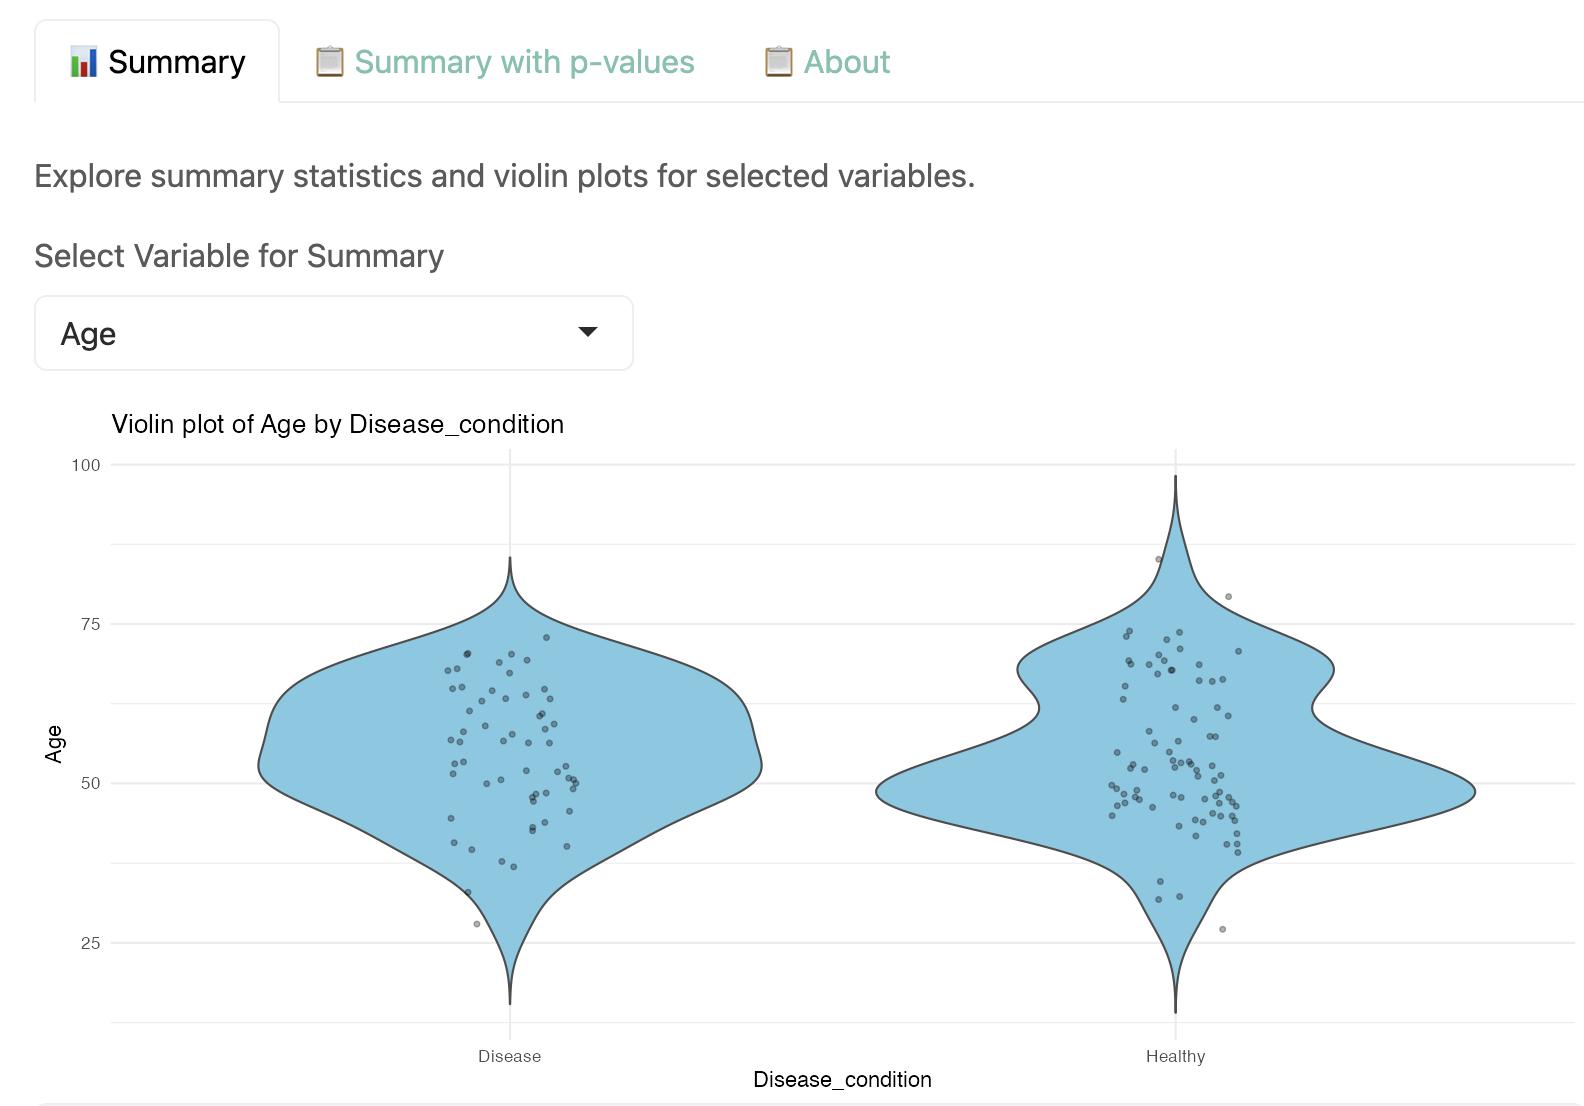 📊 Summary 📋 Summary with p-values 📋 About
Explore summary statistics and violin plots for selected variables.
Select Variable for Summary
Age
Violin plot of Age by Disease_condition
100
75
50
25
Age
Disease Healthy
Disease_condition